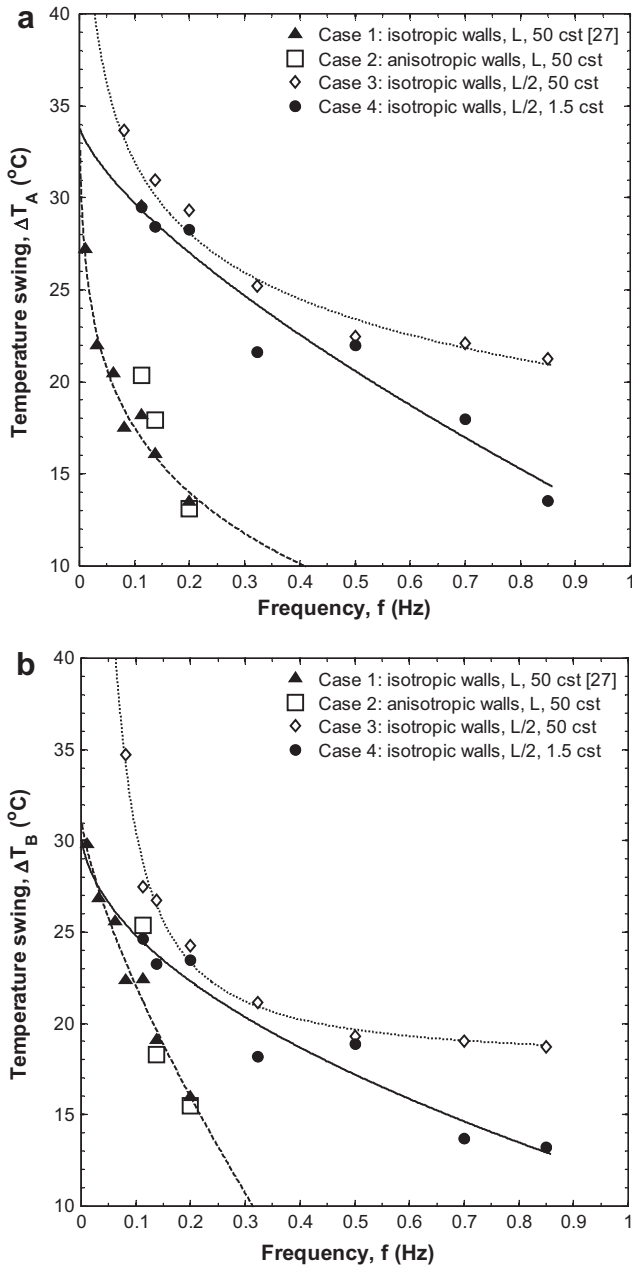 a
40
35
30
25
20
15
10
Temperature swing, ΔT_A (°C)
Case 1: isotropic walls, L, 50 cst [27]
Case 2: anisotropic walls, L, 50 cst
Case 3: isotropic walls, L/2, 50 cst
Case 4: isotropic walls, L/2, 1.5 cst
0 0.1 0.2 0.3 0.4 0.5 0.6 0.7 0.8 0.9 1
Frequency, f (Hz)
b
40
35
30
25
20
15
10
Temperature swing, ΔT_B (°C)
Case 1: isotropic walls, L, 50 cst [27]
Case 2: anisotropic walls, L, 50 cst
Case 3: isotropic walls, L/2, 50 cst
Case 4: isotropic walls, L/2, 1.5 cst
0 0.1 0.2 0.3 0.4 0.5 0.6 0.7 0.8 0.9 1
Frequency, f (Hz)